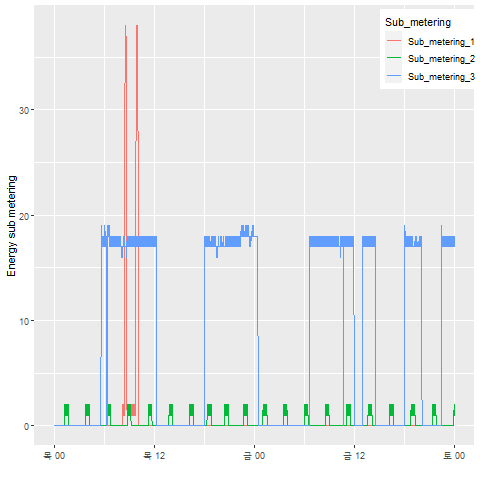 Sub_metering
Sub_metering_1
Sub_metering_2
Sub_metering_3
Energy sub metering
30
20
10
0
목 00
목 12
금 00
금 12
토 00